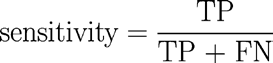 sensitivity = TP / (TP + FN)